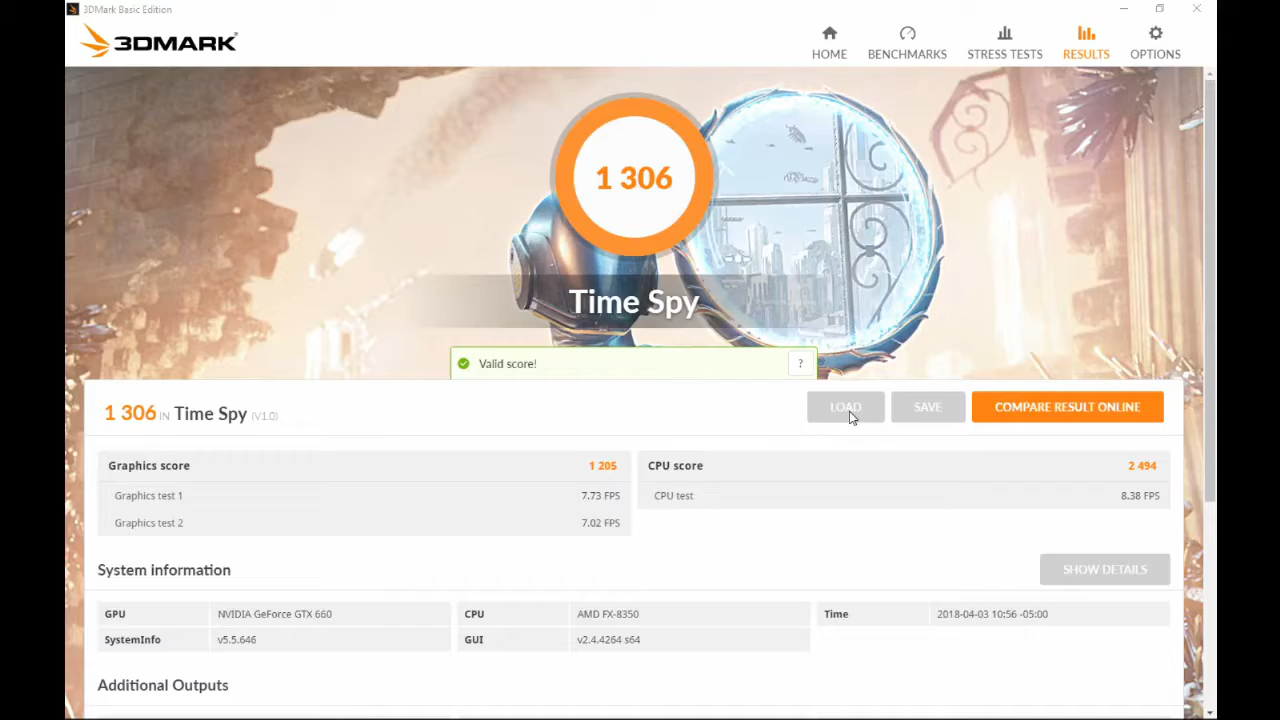 3DMark Basic Edition
3DMARK
HOME BENCHMARKS STRESS TESTS RESULTS OPTIONS
1 306
Time Spy
Valid score! ?
1 306 IN Time Spy (V1.0) LOAD SAVE COMPARE RESULT ONLINE
Graphics score 1 205 CPU score 2 494
Graphics test 1 7.73 FPS CPU test 8.38 FPS
Graphics test 2 7.02 FPS
System information SHOW DETAILS
GPU NVIDIA GeForce GTX 660 CPU AMD FX-8350 Time 2018-04-03 10:56 -05:00
SystemInfo v5.5.646 GUI v2.4.4264 s64
Additional Outputs